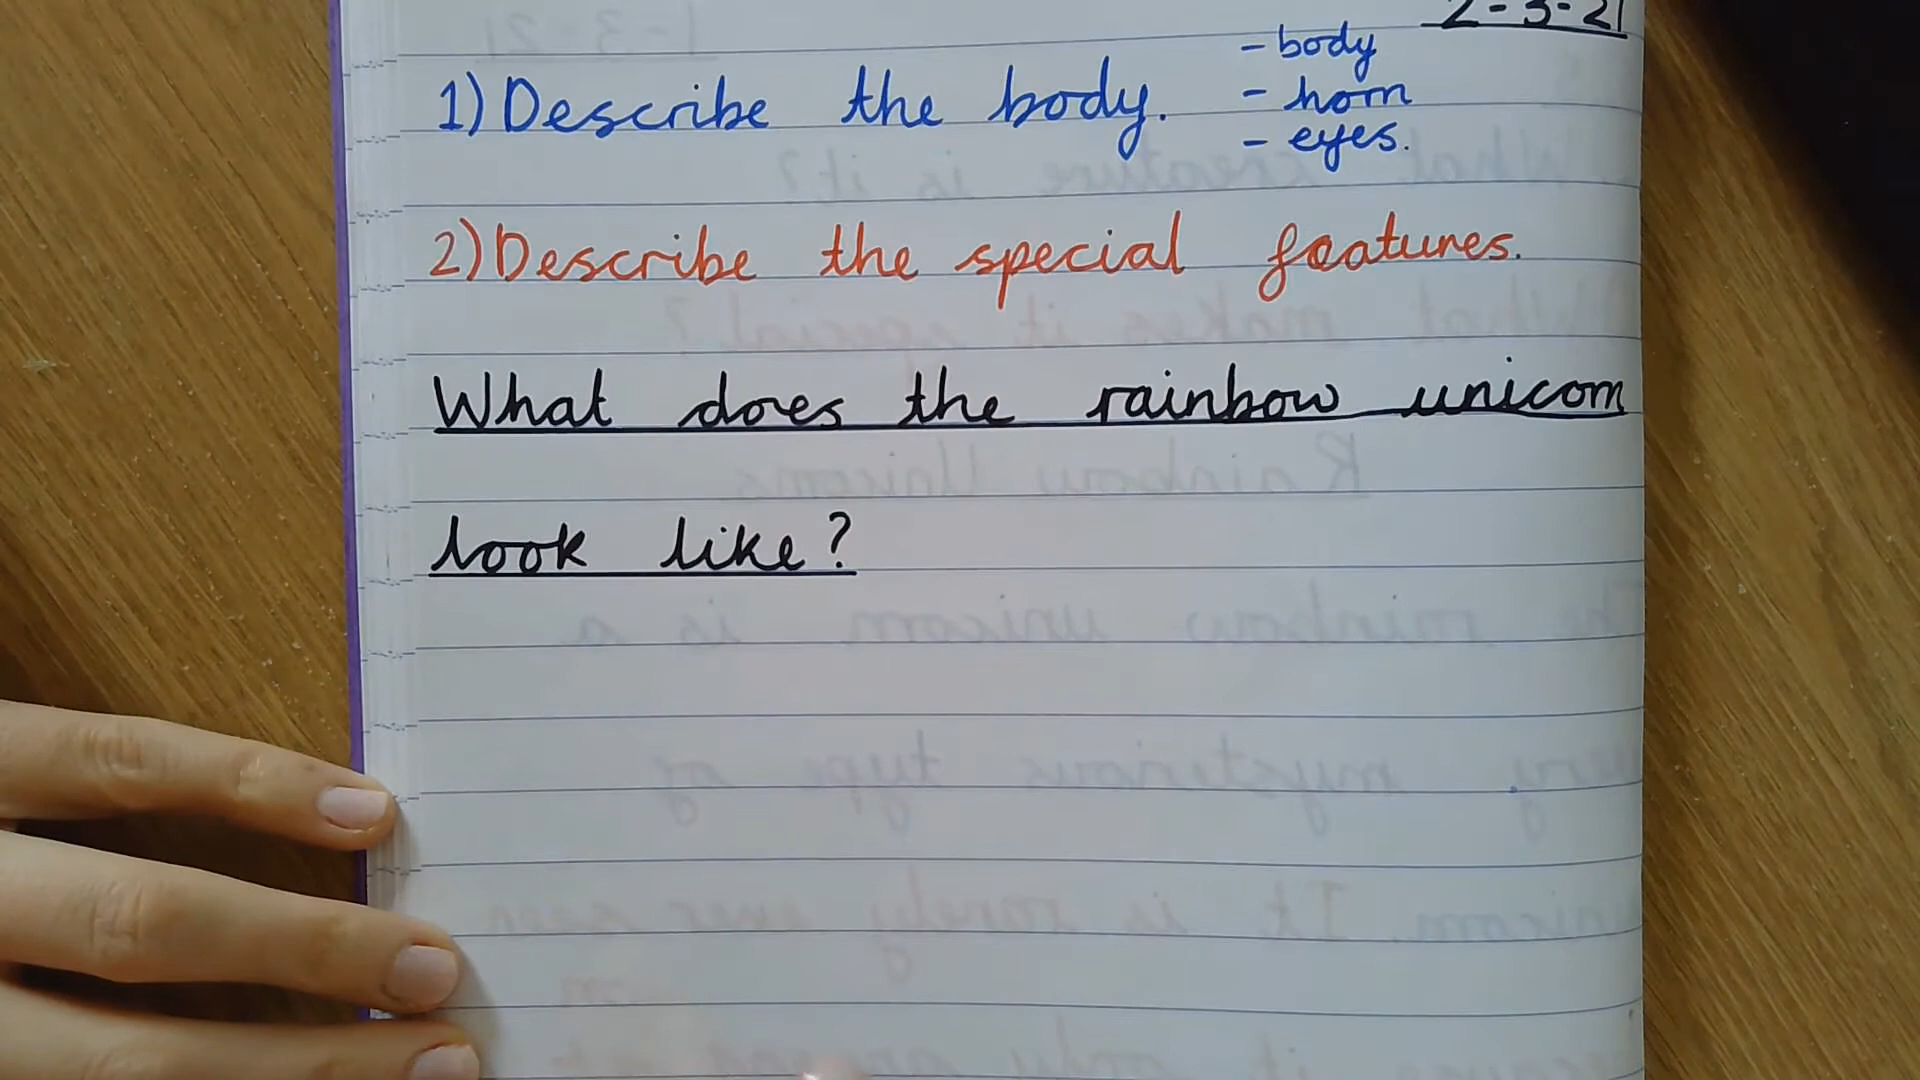 2-3-21
1) Describe the body.
- body
- horn
- eyes.
2) Describe the special features.
What does the rainbow unicorn
look like?